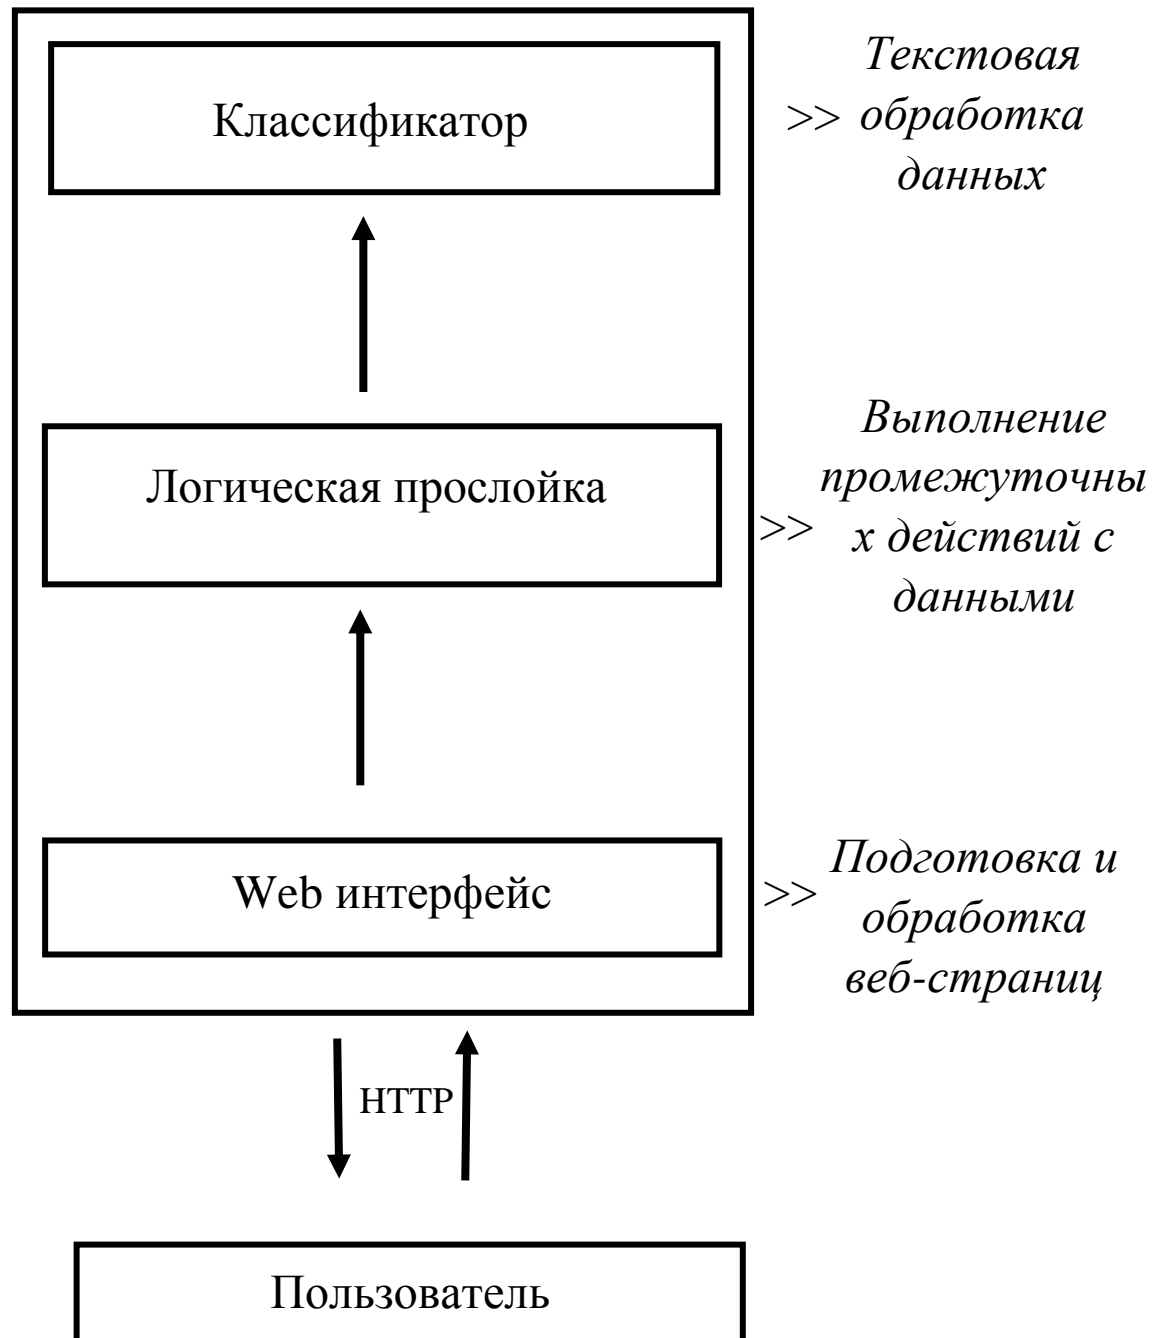 Классификатор
Текстовая
>> обработка
данных
Логическая прослойка
Выполнение
промежуточны
>> х действий с
данными
Web интерфейс
Подготовка и
>> обработка
веб-страниц
HTTP
Пользователь